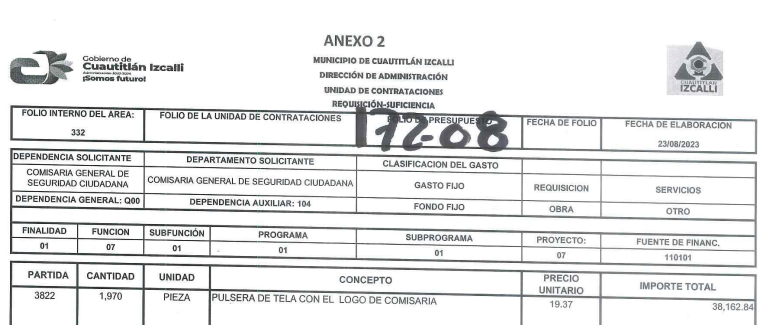 ANEXO 2
Gobierno de
Cuautitlán Izcalli
Administración 2022-2024
¡Somos futuro!
MUNICIPIO DE CUAUTITLÁN IZCALLI
DIRECCIÓN DE ADMINISTRACIÓN
UNIDAD DE CONTRATACIONES
REQUISICIÓN-SUFICIENCIA
CUAUTITLÁN
IZCALLI
FOLIO INTERNO DEL AREA: FOLIO DE LA UNIDAD DE CONTRATACIONES FOLIO DE PRESUPUESTO FECHA DE FOLIO FECHA DE ELABORACION
332 172-08 23/08/2023
DEPENDENCIA SOLICITANTE DEPARTAMENTO SOLICITANTE CLASIFICACION DEL GASTO
COMISARIA GENERAL DE SEGURIDAD CIUDADANA COMISARIA GENERAL DE SEGURIDAD CIUDADANA GASTO FIJO REQUISICION SERVICIOS
DEPENDENCIA GENERAL: Q00 DEPENDENCIA AUXILIAR: 104 FONDO FIJO OBRA OTRO
FINALIDAD FUNCION SUBFUNCIÓN PROGRAMA SUBPROGRAMA PROYECTO: FUENTE DE FINANC.
01 07 01 01 01 07 110101
PARTIDA CANTIDAD UNIDAD CONCEPTO PRECIO UNITARIO IMPORTE TOTAL
3822 1,970 PIEZA PULSERA DE TELA CON EL LOGO DE COMISARIA 19.37 38,162.84